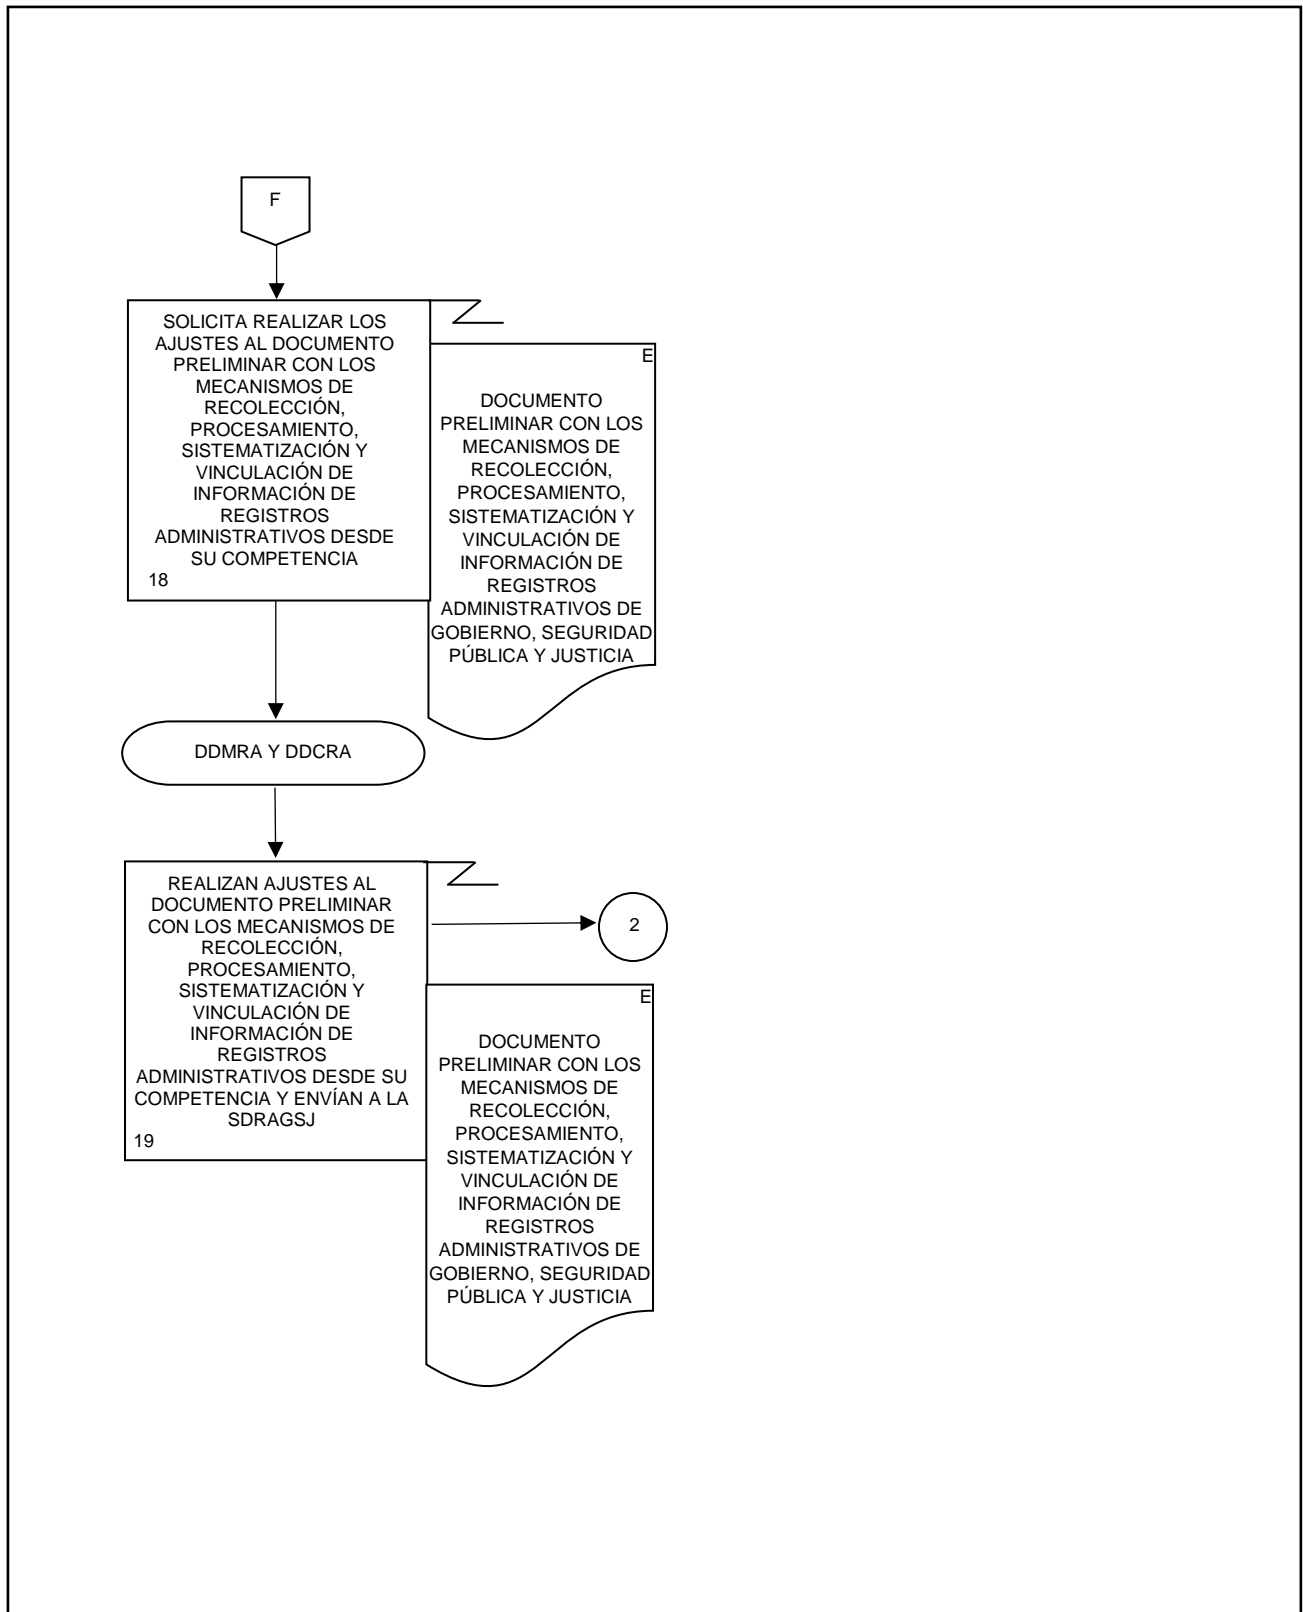 F
SOLICITA REALIZAR LOS
AJUSTES AL DOCUMENTO
PRELIMINAR CON LOS
MECANISMOS DE
RECOLECCIÓN,
PROCESAMIENTO,
SISTEMATIZACIÓN Y
VINCULACIÓN DE
INFORMACIÓN DE
REGISTROS
ADMINISTRATIVOS DESDE
SU COMPETENCIA
18
E
DOCUMENTO
PRELIMINAR CON LOS
MECANISMOS DE
RECOLECCIÓN,
PROCESAMIENTO,
SISTEMATIZACIÓN Y
VINCULACIÓN DE
INFORMACIÓN DE
REGISTROS
ADMINISTRATIVOS DE
GOBIERNO, SEGURIDAD
PÚBLICA Y JUSTICIA
DDMRA Y DDCRA
REALIZAN AJUSTES AL
DOCUMENTO PRELIMINAR
CON LOS MECANISMOS DE
RECOLECCIÓN,
PROCESAMIENTO,
SISTEMATIZACIÓN Y
VINCULACIÓN DE
INFORMACIÓN DE
REGISTROS
ADMINISTRATIVOS DESDE SU
COMPETENCIA Y ENVÍAN A LA
SDRAGSJ
19
2
E
DOCUMENTO
PRELIMINAR CON LOS
MECANISMOS DE
RECOLECCIÓN,
PROCESAMIENTO,
SISTEMATIZACIÓN Y
VINCULACIÓN DE
INFORMACIÓN DE
REGISTROS
ADMINISTRATIVOS DE
GOBIERNO, SEGURIDAD
PÚBLICA Y JUSTICIA